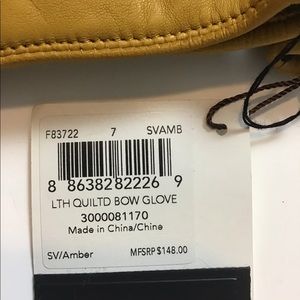 F83722 7 SVAMB
8 86382 82226 9
LTH QUILTD BOW GLOVE
3000081170
Made in China/Chine
SV/Amber MFSRP $148.00